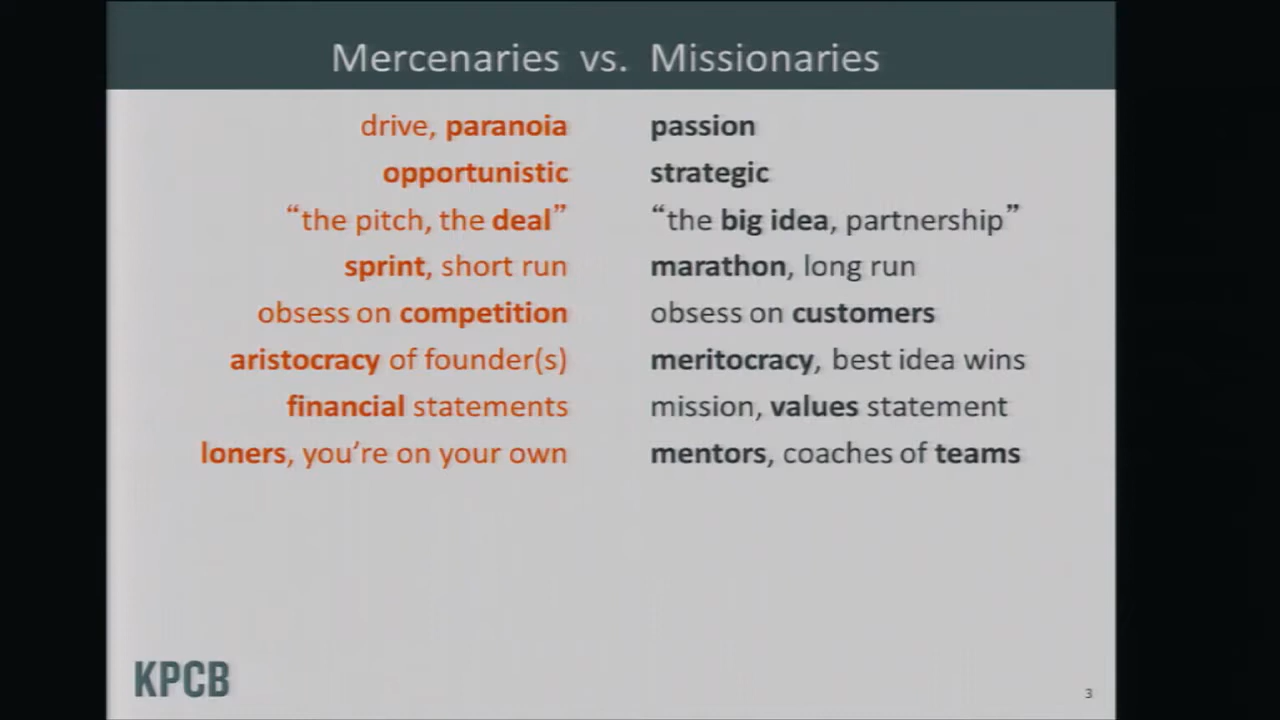 Mercenaries vs. Missionaries
drive, paranoia passion
opportunistic strategic
“the pitch, the deal” “the big idea, partnership”
sprint, short run marathon, long run
obsess on competition obsess on customers
aristocracy of founder(s) meritocracy, best idea wins
financial statements mission, values statement
loners, you’re on your own mentors, coaches of teams
KPCB 3